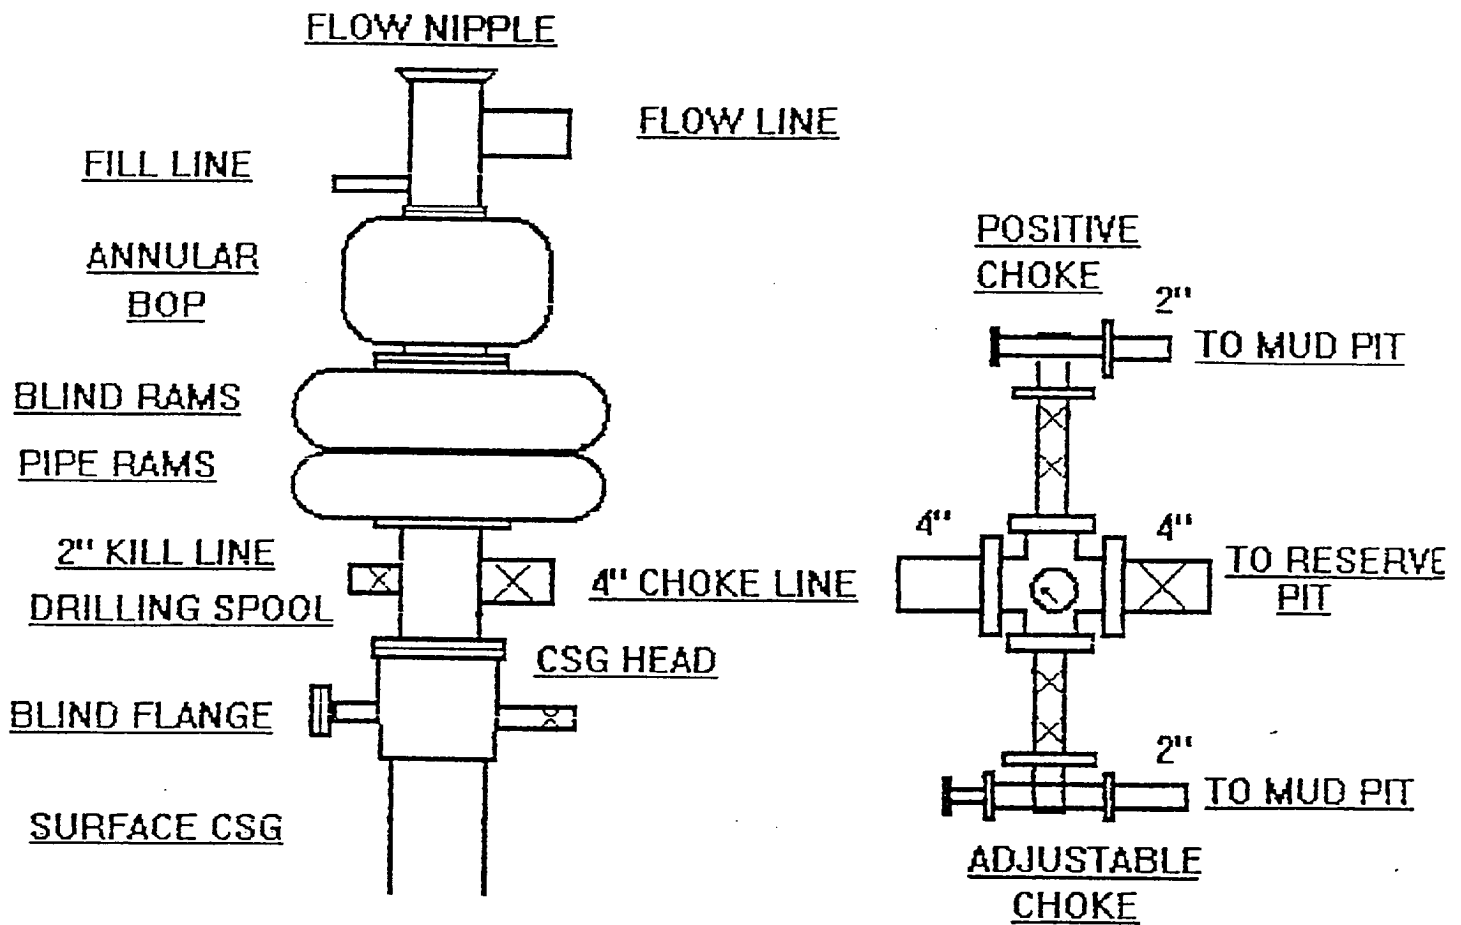 FLOW NIPPLE
FLOW LINE
FILL LINE
ANNULAR
BOP
BLIND RAMS
PIPE RAMS
2" KILL LINE
DRILLING SPOOL
4" CHOKE LINE
CSG HEAD
BLIND FLANGE
SURFACE CSG
POSITIVE
CHOKE
2"
TO MUD PIT
4"
4"
TO RESERVE
PIT
2"
TO MUD PIT
ADJUSTABLE
CHOKE